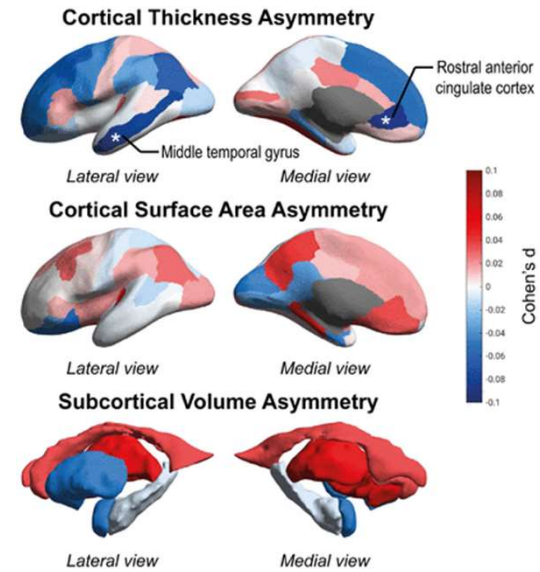 Cortical Thickness Asymmetry
Rostral anterior
cingulate cortex
*
*
Middle temporal gyrus
Lateral view
Medial view
Cortical Surface Area Asymmetry
0.1
0.08
0.06
0.04
0.02
0
-0.02
-0.04
-0.06
-0.08
-0.1
Cohen's d
Lateral view
Medial view
Subcortical Volume Asymmetry
Lateral view
Medial view